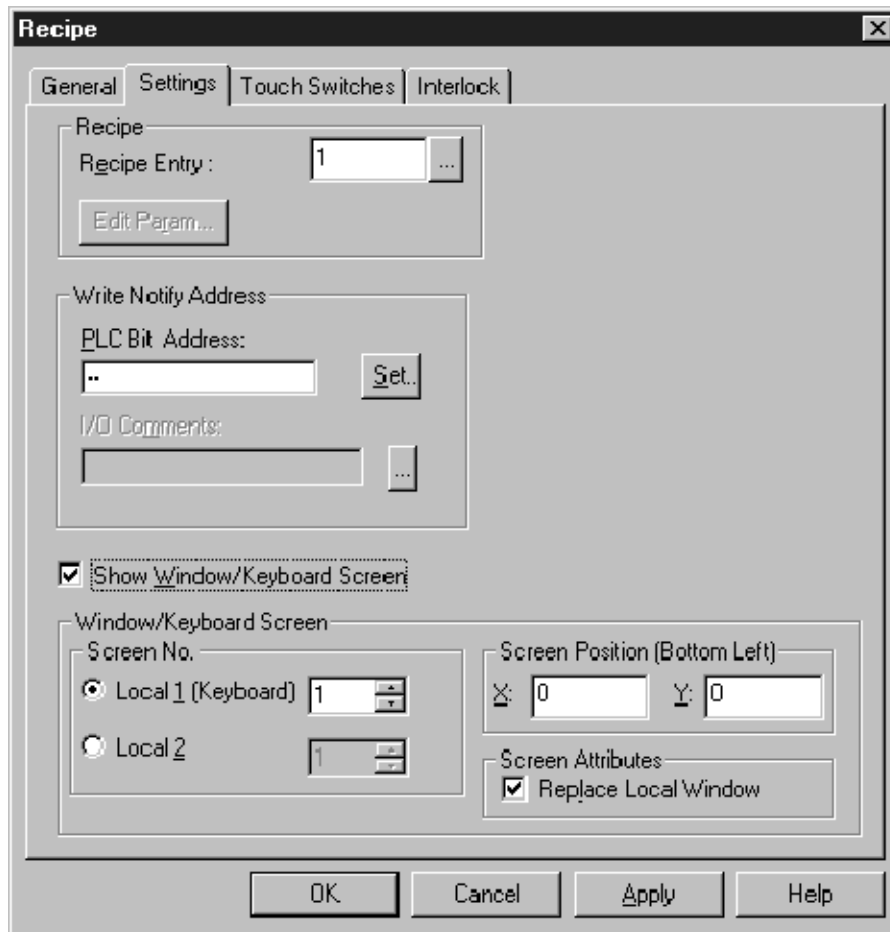 Recipe
General Settings Touch Switches Interlock
Recipe
Recipe Entry : 1 ...
Edit Param...
Write Notify Address
PLC Bit Address:
.. Set..
I/O Comments:
...
Show Window/Keyboard Screen
Window/Keyboard Screen
Screen No.
Local 1 (Keyboard) 1
Local 2 1
Screen Position (Bottom Left)
X: 0 Y: 0
Screen Attributes
Replace Local Window
OK Cancel Apply Help